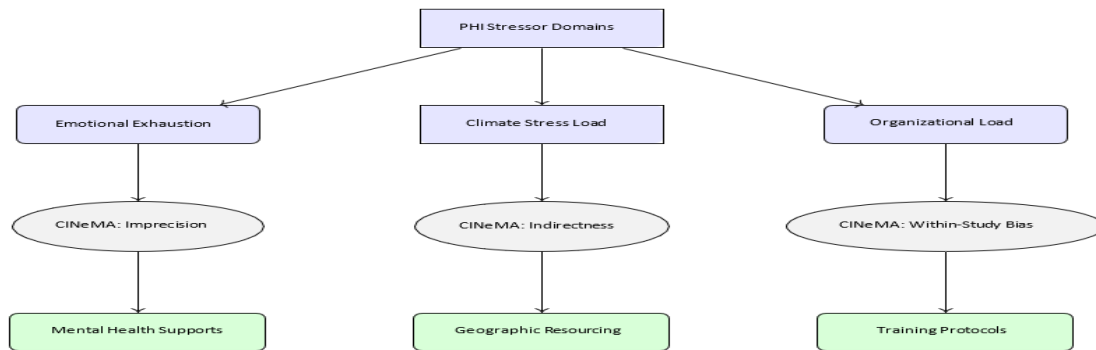 PHI Stressor Domains
Emotional Exhaustion
Climate Stress Load
Organizational Load
CINeMA: Imprecision
CINeMA: Indirectness
CINeMA: Within-Study Bias
Mental Health Supports
Geographic Resourcing
Training Protocols